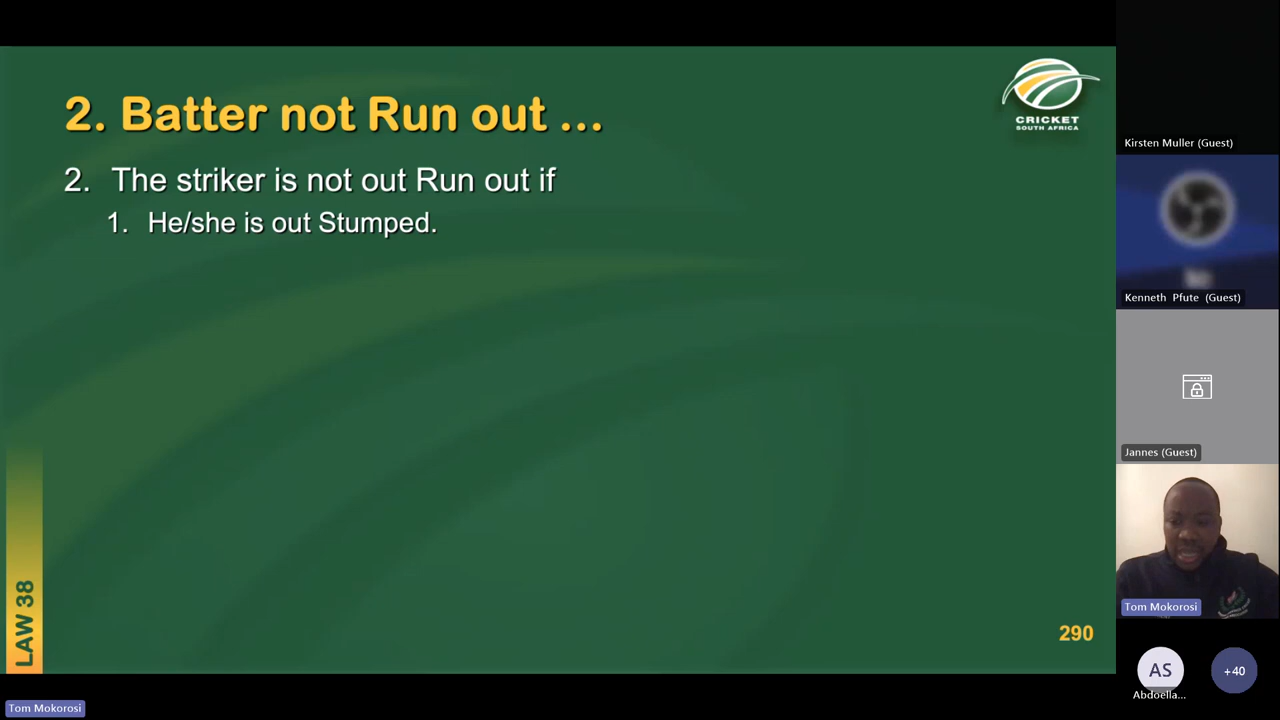 2. Batter not Run out ...
CRICKET
SOUTH AFRICA
2. The striker is not out Run out if
1. He/she is out Stumped.
LAW 38
290
Kirsten Muller (Guest)
Kenneth Pfute (Guest)
Jannes (Guest)
Tom Mokorosi
AS
Abdoella...
+40
Tom Mokorosi